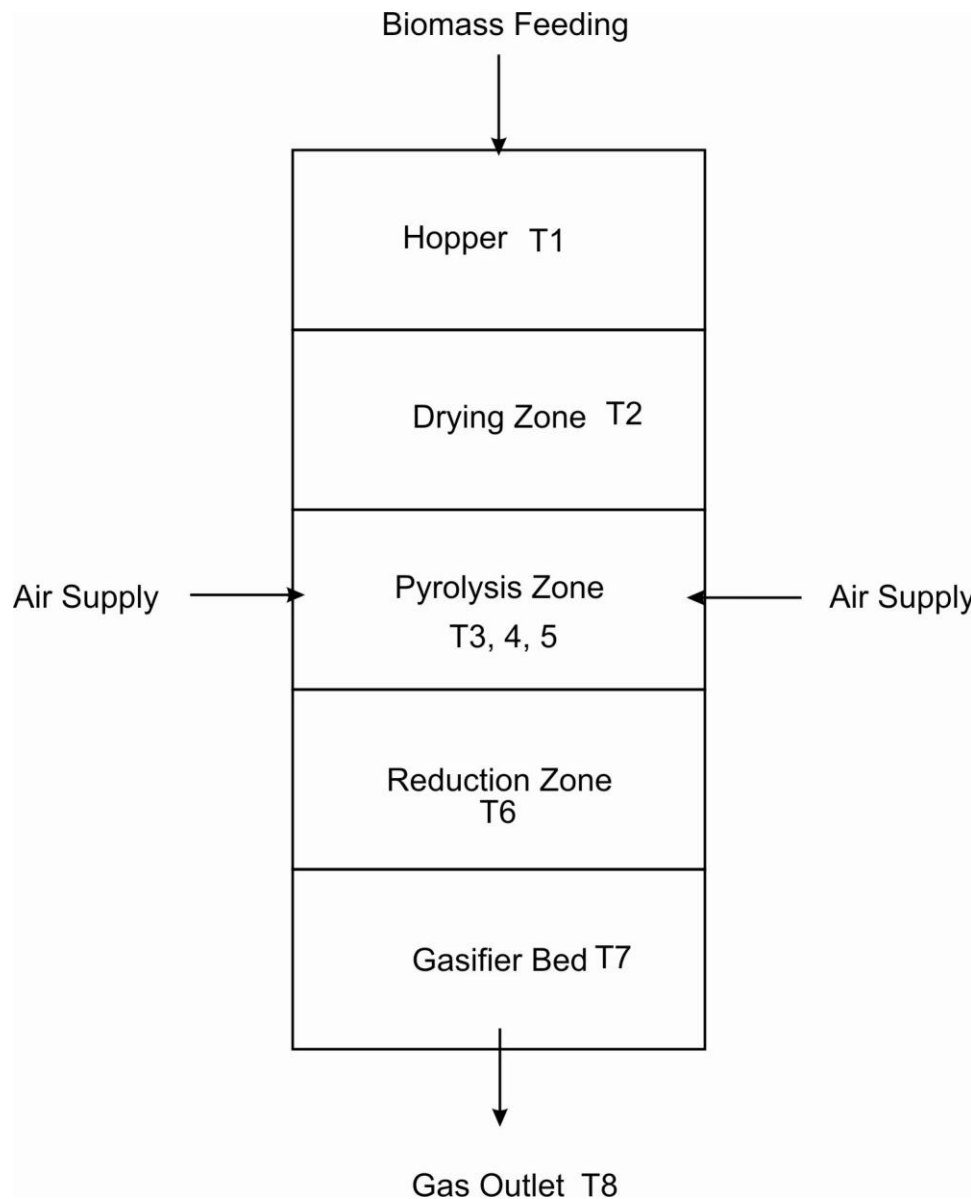 Biomass Feeding
Hopper T1
Drying Zone T2
Air Supply
Pyrolysis Zone
T3, 4, 5
Air Supply
Reduction Zone
T6
Gasifier Bed T7
Gas Outlet T8